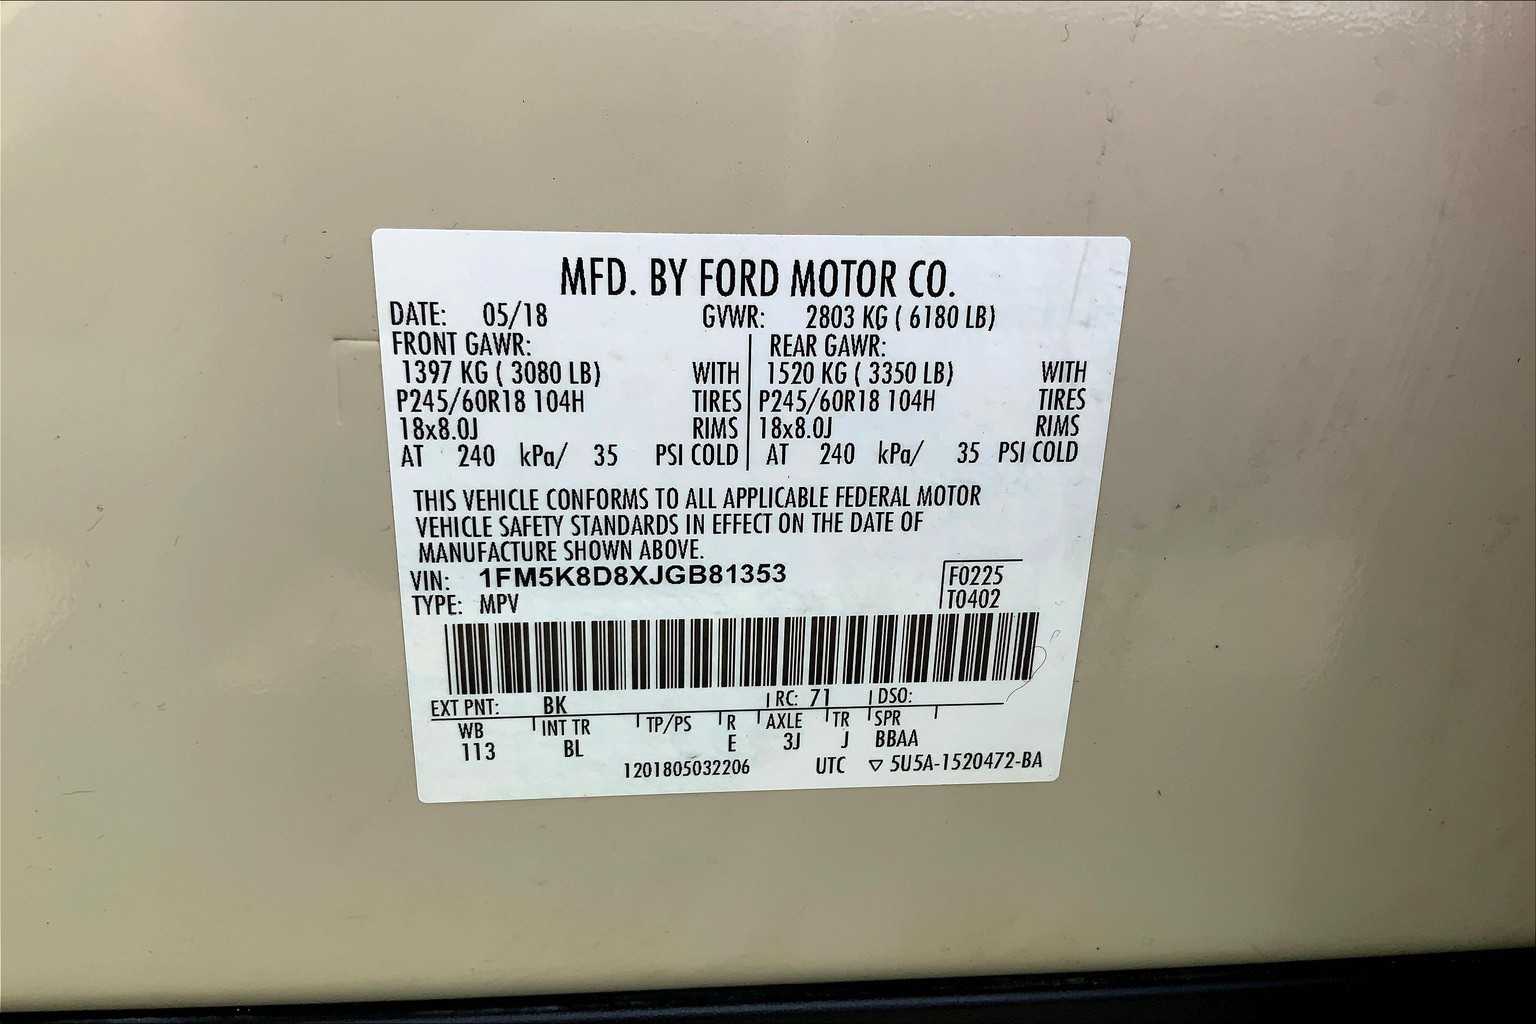 MFD. BY FORD MOTOR CO.
DATE: 05/18 GVWR: 2803 KG ( 6180 LB)
FRONT GAWR: REAR GAWR:
1397 KG ( 3080 LB) WITH 1520 KG ( 3350 LB) WITH
P245/60R18 104H TIRES P245/60R18 104H TIRES
18x8.0J RIMS 18x8.0J RIMS
AT 240 kPa/ 35 PSI COLD AT 240 kPa/ 35 PSI COLD
THIS VEHICLE CONFORMS TO ALL APPLICABLE FEDERAL MOTOR
VEHICLE SAFETY STANDARDS IN EFFECT ON THE DATE OF
MANUFACTURE SHOWN ABOVE.
VIN: 1FM5K8D8XJGB81353 F0225
TYPE: MPV T0402
EXT PNT: BK RC: 71 DSO:
WB INT TR TP/PS R AXLE TR SPR
113 BL E 3J J BBAA
1201805032206 UTC ▽ 5U5A-1520472-BA